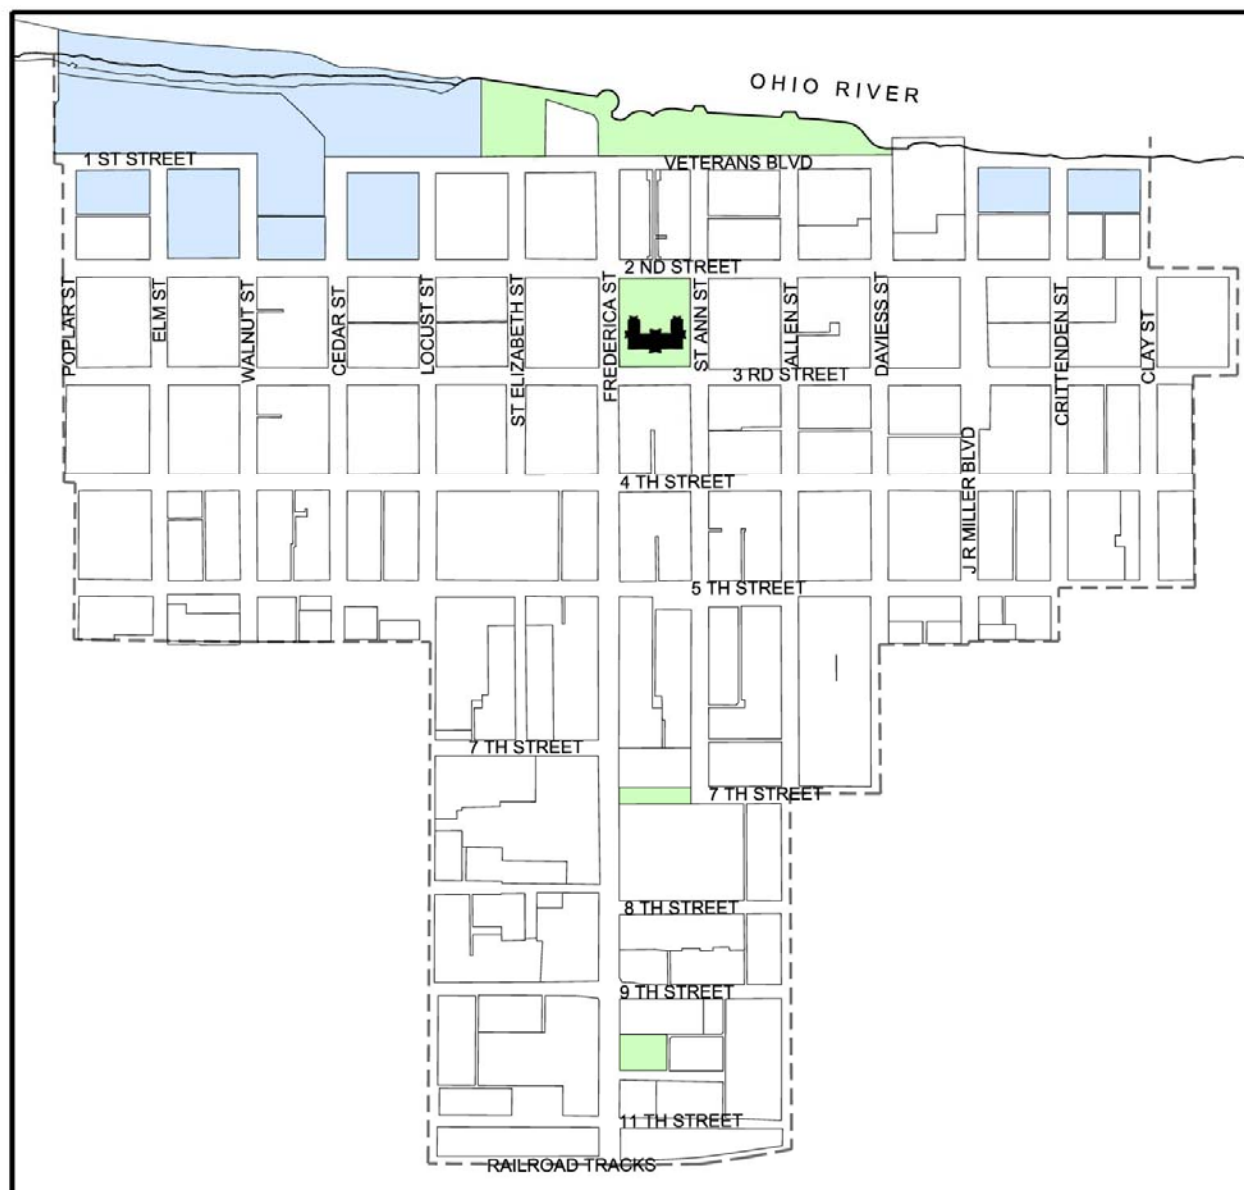 OHIO RIVER
1 ST STREET
VETERANS BLVD
2 ND STREET
POPLAR ST
ELM ST
WALNUT ST
CEDAR ST
LOCUST ST
ST ELIZABETH ST
FREDERICA ST
ST ANN ST
ALLEN ST
DAVIESS ST
J R MILLER BLVD
CRITTENDEN ST
CLAY ST
3 RD STREET
4 TH STREET
5 TH STREET
7 TH STREET
7 TH STREET
8 TH STREET
9 TH STREET
11 TH STREET
RAILROAD TRACKS